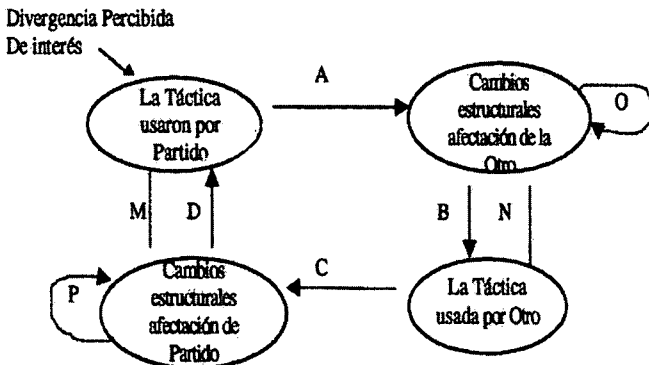 Divergencia Percibida
De interés
La Táctica
usaron por
Partido
A
Cambios
estructurales
afectación de la
Otro
O
M
D
B
N
P
Cambios
estructurales
afectación de
Partido
C
La Táctica
usada por Otro